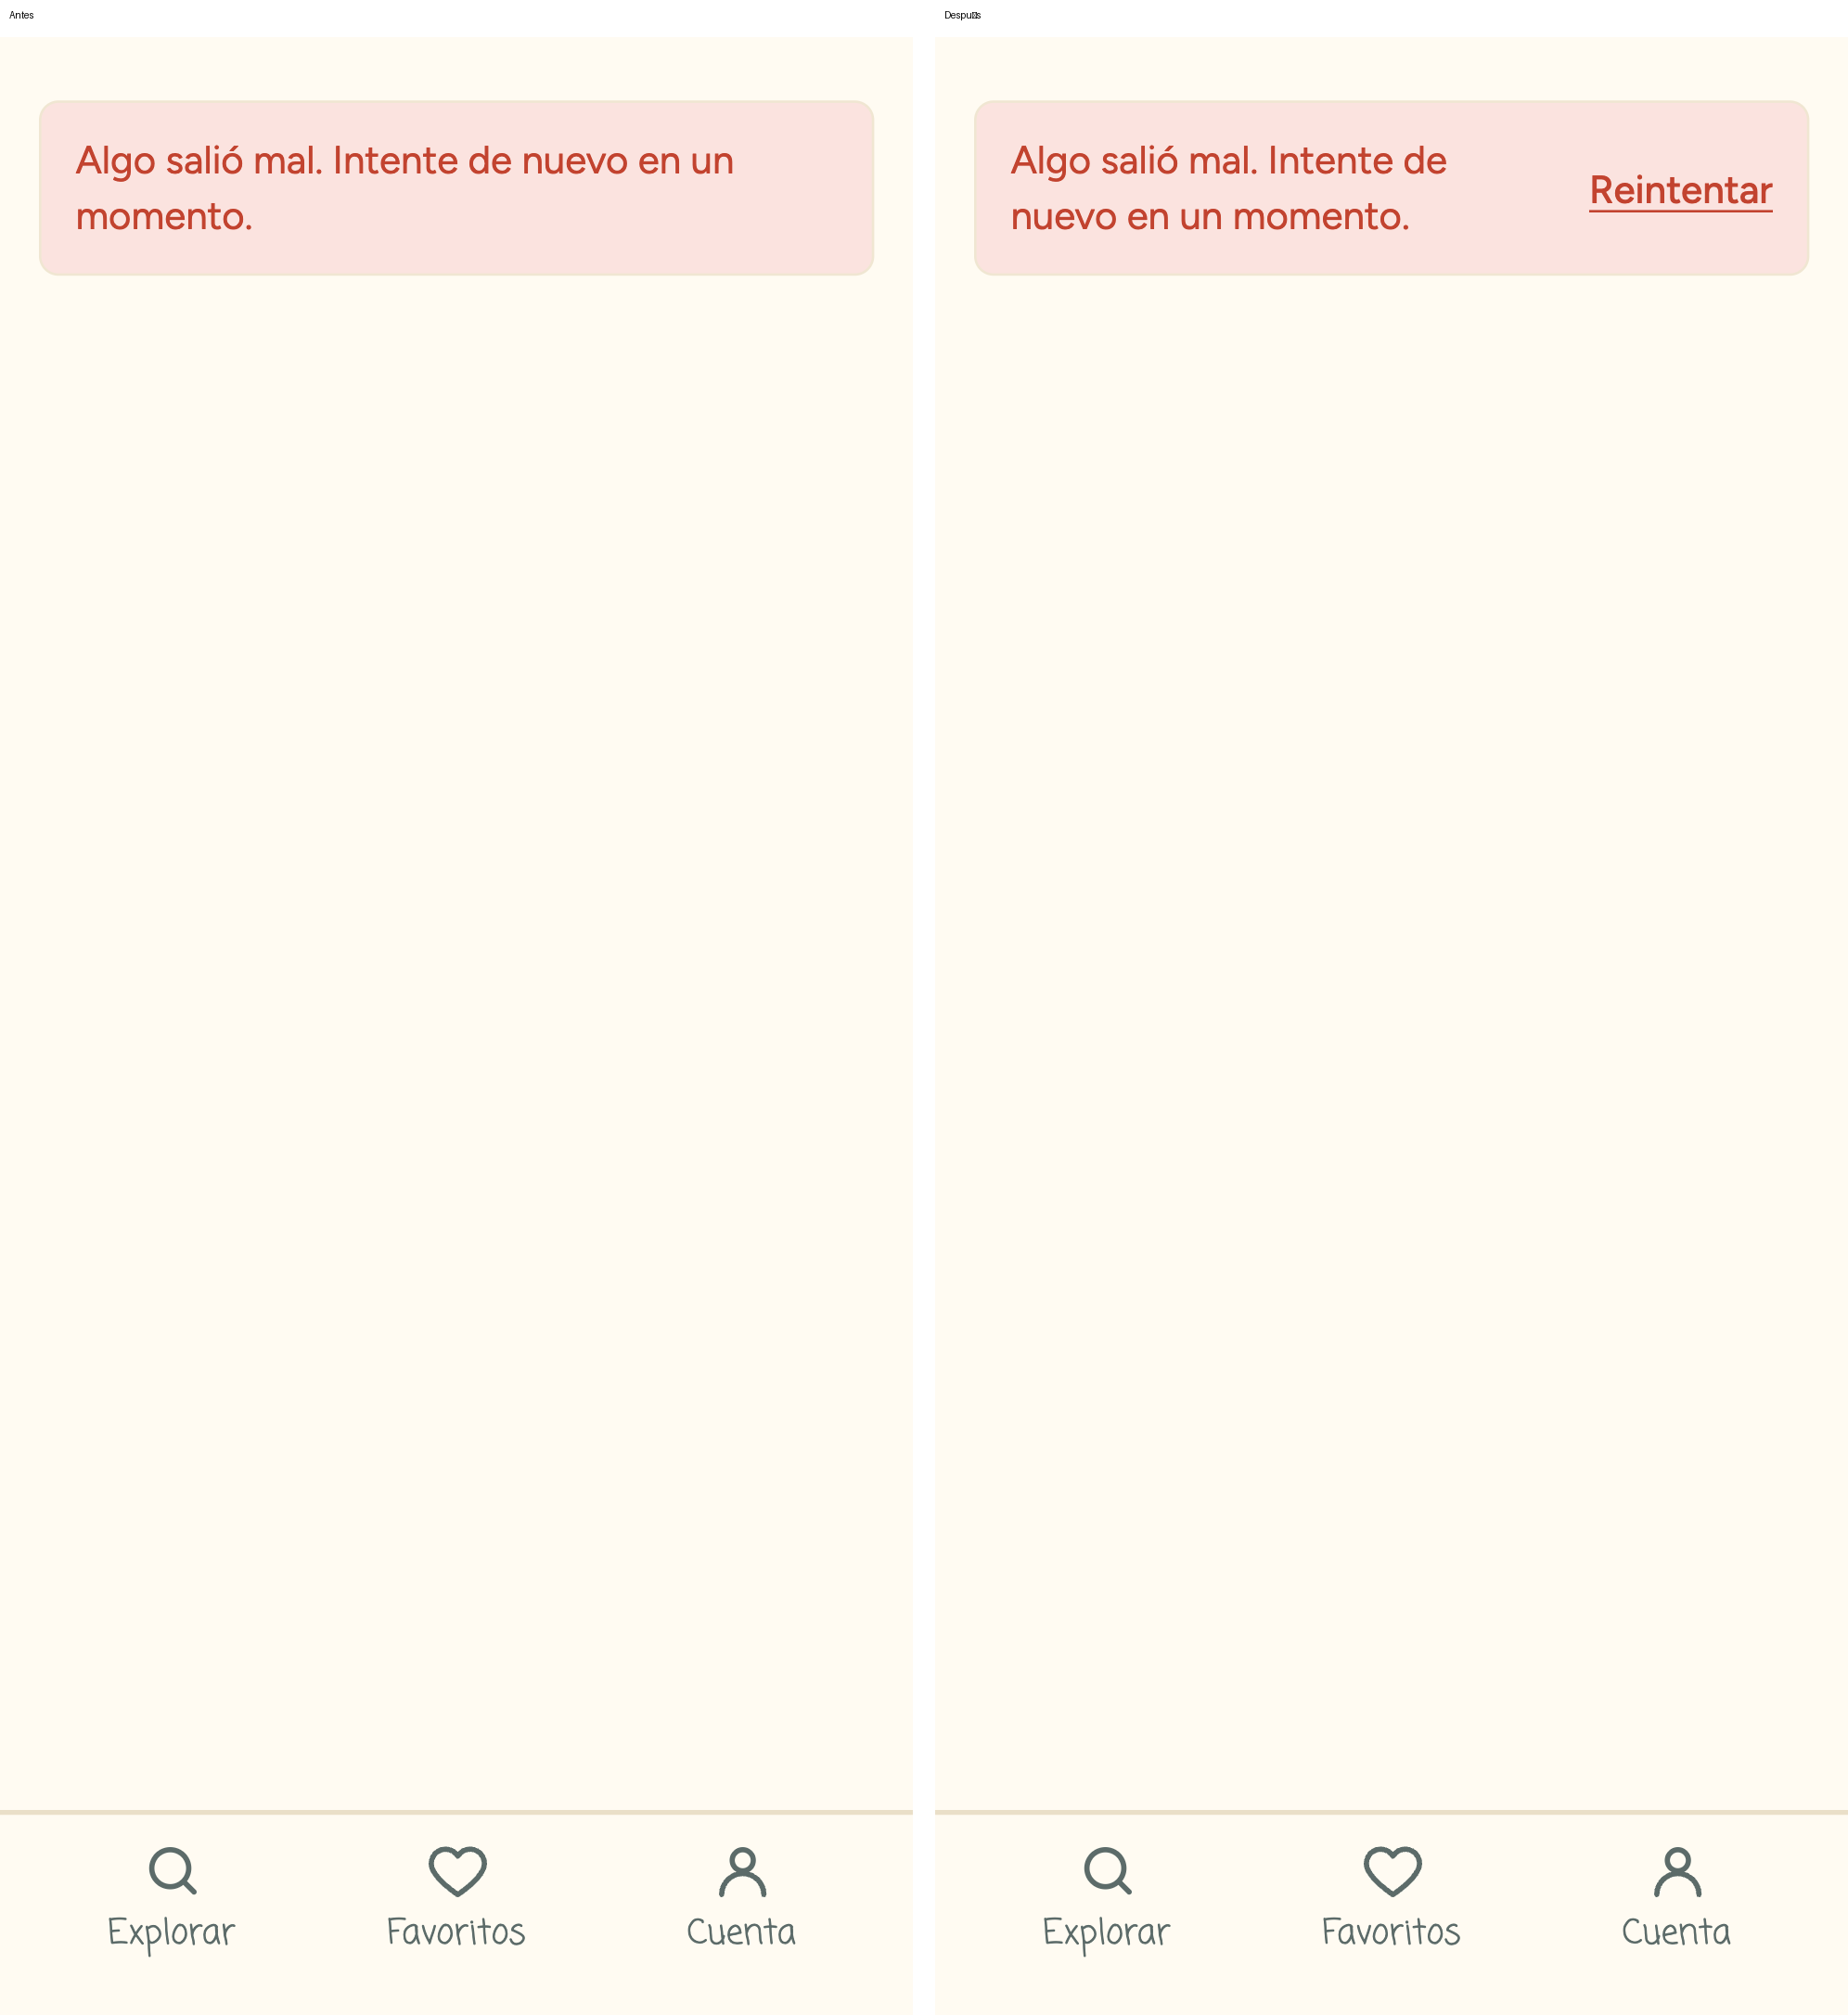 Antes
Algo salió mal. Intente de nuevo en un
momento.
Explorar
Favoritos
Cuenta
Algo salió mal. Intente de
nuevo en un momento.
Reintentar
Explorar
Favoritos
Cuenta